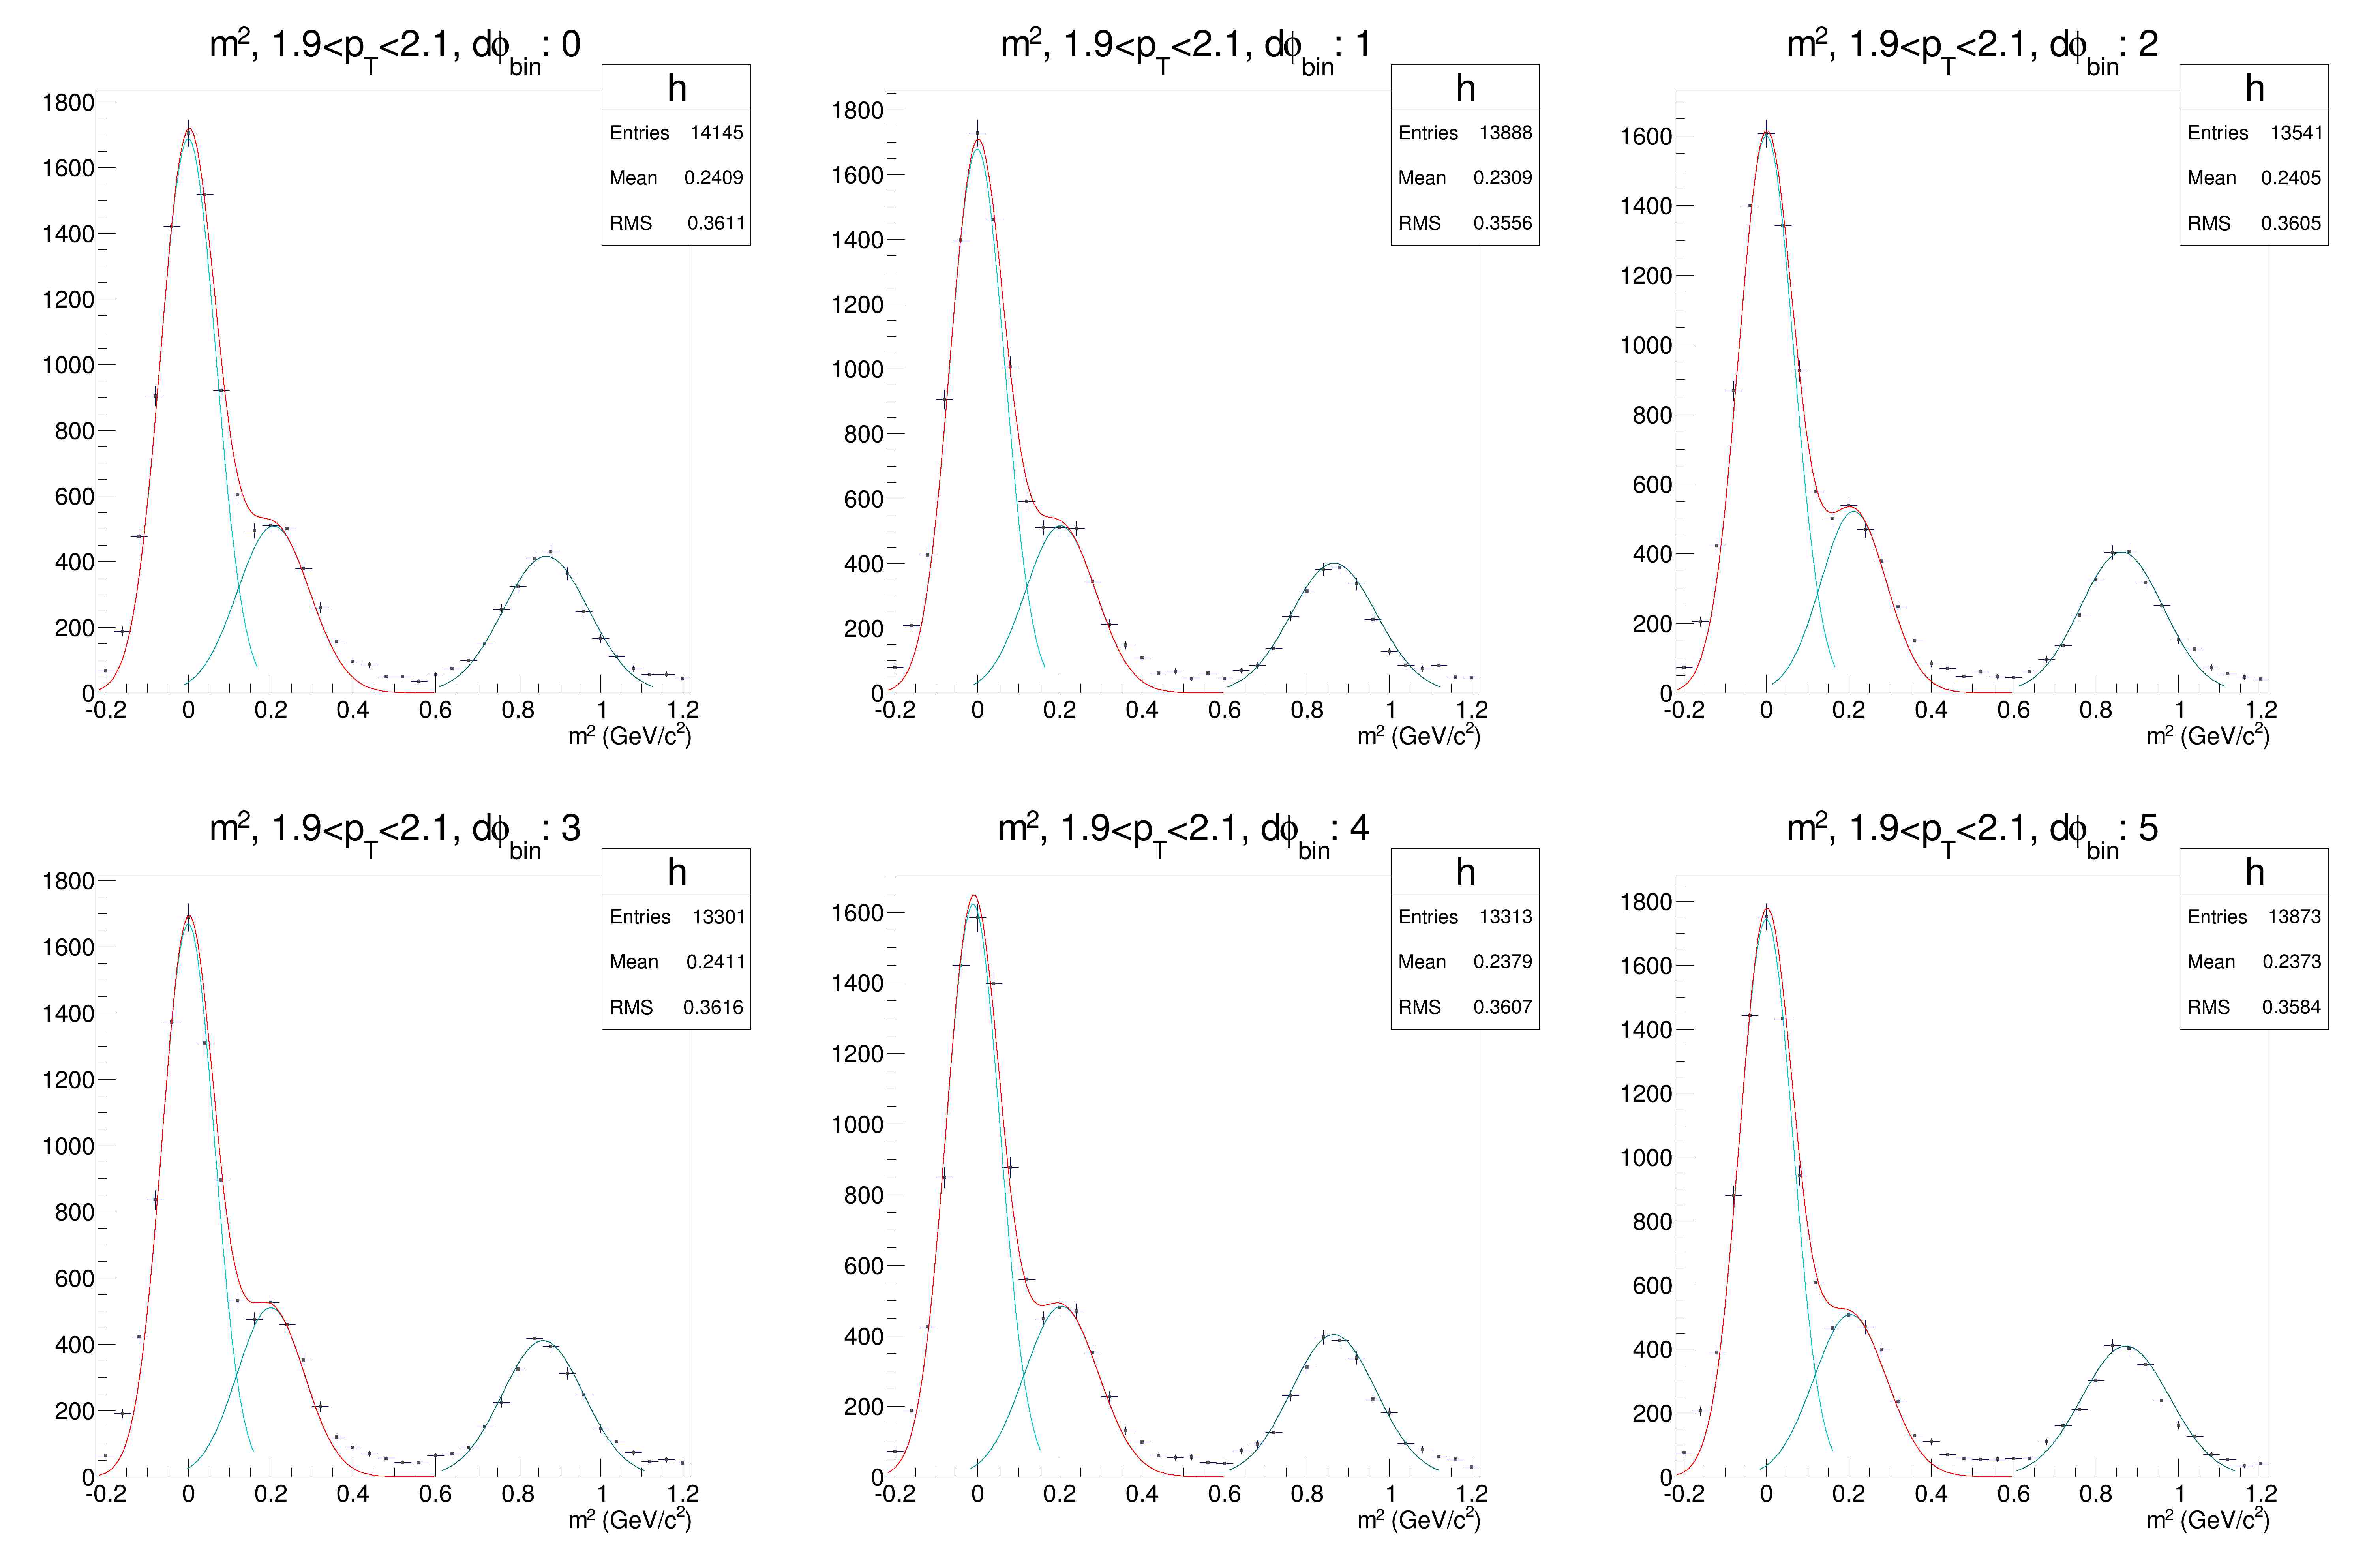 m², 1.9<p_T<2.1, dϕ_bin: 0
h
Entries 14145
Mean 0.2409
RMS 0.3611
1800
1600
1400
1200
1000
800
600
400
200
0
-0.2 0 0.2 0.4 0.6 0.8 1 1.2
m² (GeV/c²)
m², 1.9<p_T<2.1, dϕ_bin: 1
h
Entries 13888
Mean 0.2309
RMS 0.3556
1800
1600
1400
1200
1000
800
600
400
200
0
-0.2 0 0.2 0.4 0.6 0.8 1 1.2
m² (GeV/c²)
m², 1.9<p_T<2.1, dϕ_bin: 2
h
Entries 13541
Mean 0.2405
RMS 0.3605
1600
1400
1200
1000
800
600
400
200
0
-0.2 0 0.2 0.4 0.6 0.8 1 1.2
m² (GeV/c²)
m², 1.9<p_T<2.1, dϕ_bin: 3
h
Entries 13301
Mean 0.2411
RMS 0.3616
1800
1600
1400
1200
1000
800
600
400
200
0
-0.2 0 0.2 0.4 0.6 0.8 1 1.2
m² (GeV/c²)
m², 1.9<p_T<2.1, dϕ_bin: 4
h
Entries 13313
Mean 0.2379
RMS 0.3607
1600
1400
1200
1000
800
600
400
200
0
-0.2 0 0.2 0.4 0.6 0.8 1 1.2
m² (GeV/c²)
m², 1.9<p_T<2.1, dϕ_bin: 5
h
Entries 13873
Mean 0.2373
RMS 0.3584
1800
1600
1400
1200
1000
800
600
400
200
0
-0.2 0 0.2 0.4 0.6 0.8 1 1.2
m² (GeV/c²)